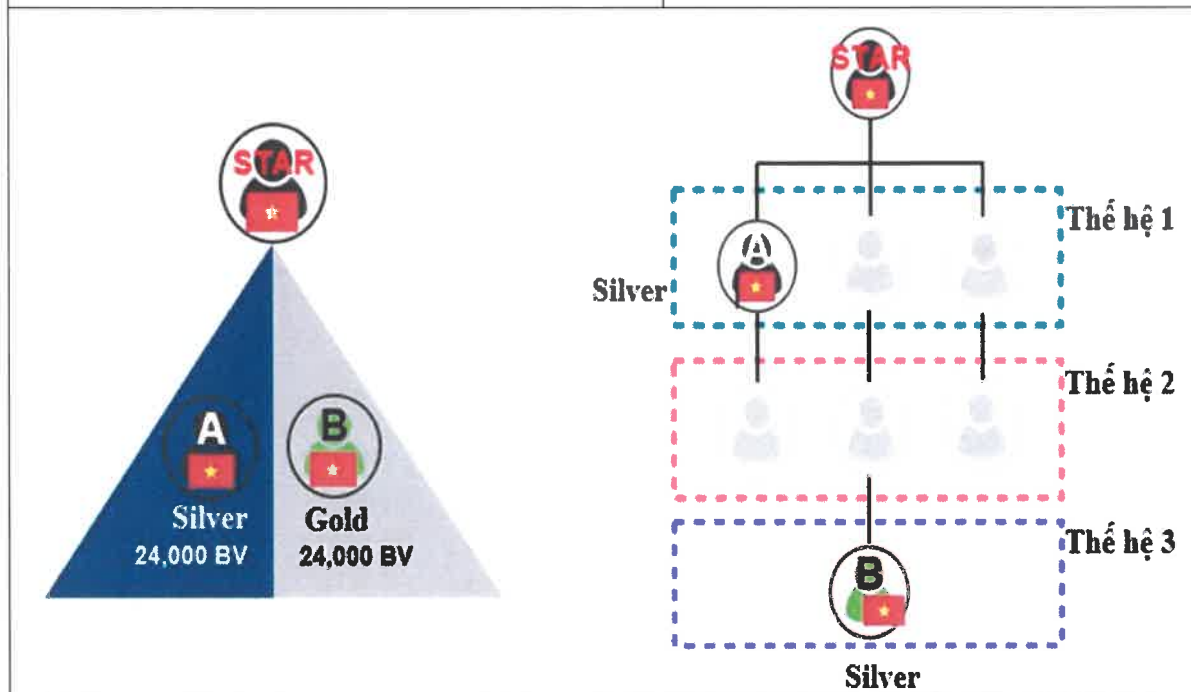 STAR
A
B
Silver
Gold
24,000 BV
24,000 BV
STAR
Thế hệ 1
A
Silver
Thế hệ 2
Thế hệ 3
B
Silver